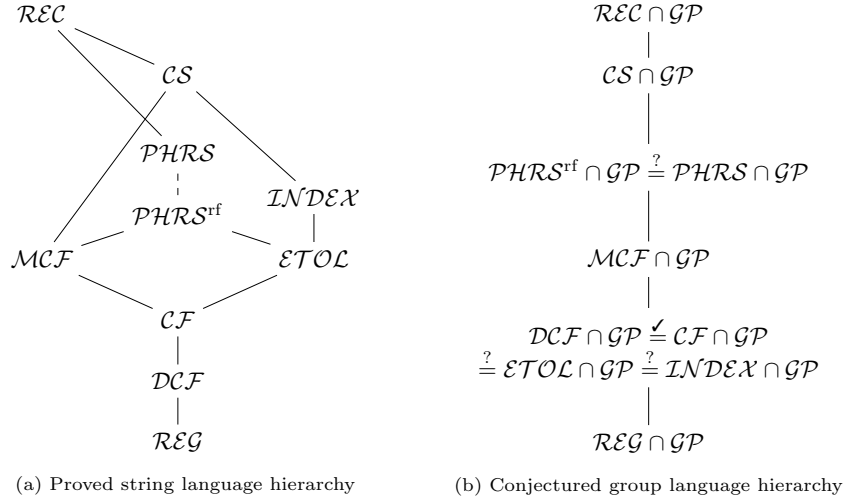 REC
CS
PHRS
PHRS^rf
INDEX
MCF
ETOL
CF
DCF
REG
(a) Proved string language hierarchy
REC ∩ GP
CS ∩ GP
PHRS^rf ∩ GP ≟ PHRS ∩ GP
MCF ∩ GP
DCF ∩ GP =^✓ CF ∩ GP
≟ ETOL ∩ GP ≟ INDEX ∩ GP
REG ∩ GP
(b) Conjectured group language hierarchy